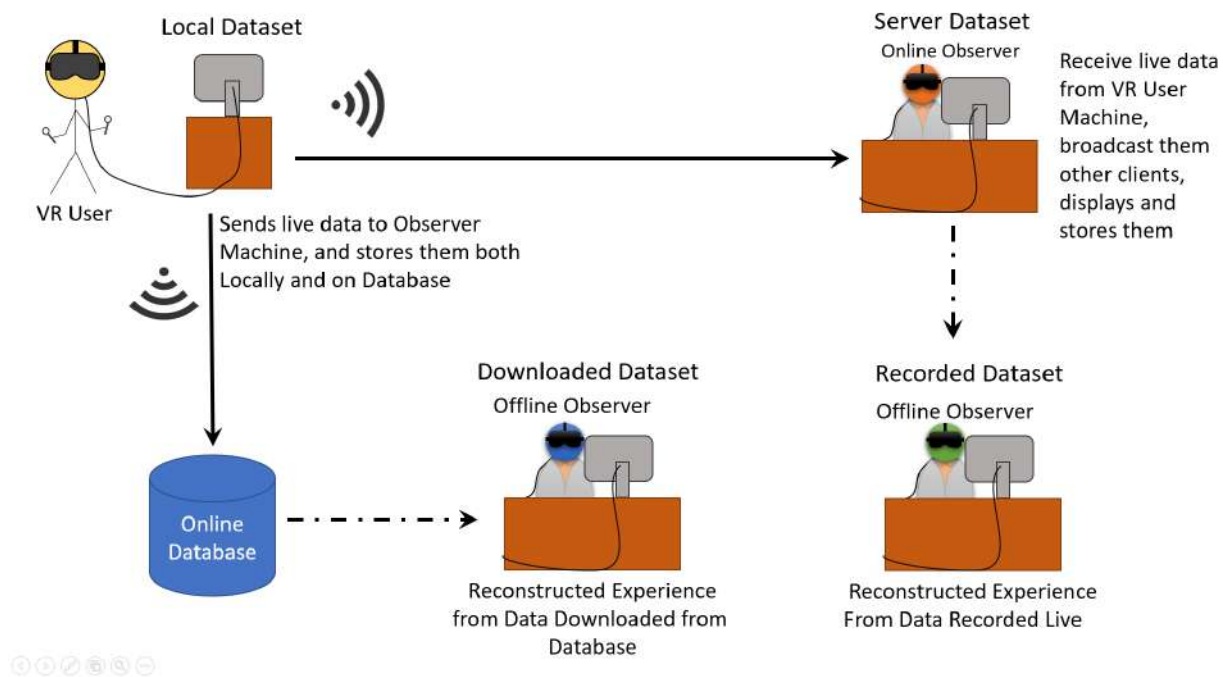 Local Dataset
VR User
Sends live data to Observer
Machine, and stores them both
Locally and on Database
Server Dataset
Online Observer
Receive live data
from VR User
Machine,
broadcast them
other clients,
displays and
stores them
Online
Database
Downloaded Dataset
Offline Observer
Reconstructed Experience
from Data Downloaded from
Database
Recorded Dataset
Offline Observer
Reconstructed Experience
From Data Recorded Live